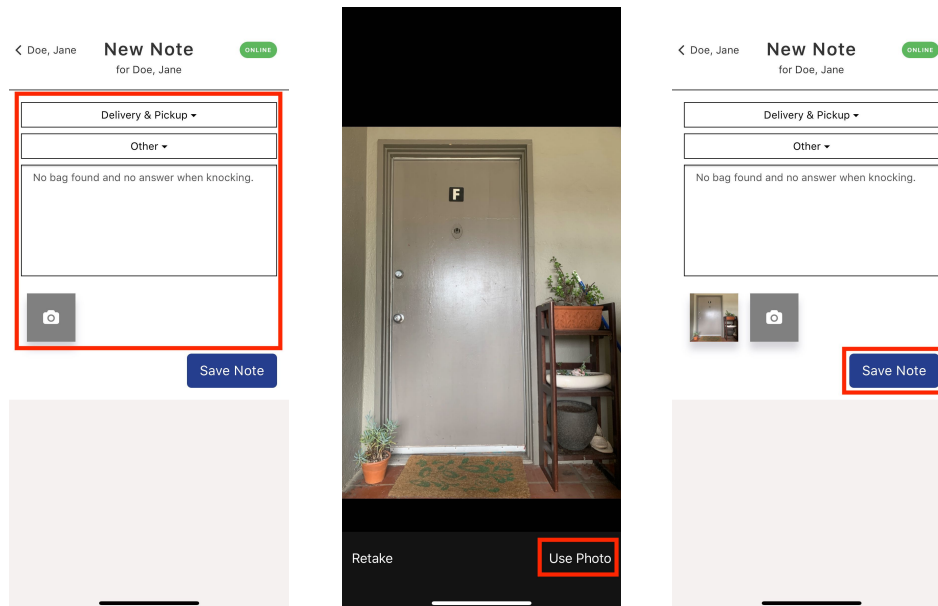 Doe, Jane
New Note
ONLINE
for Doe, Jane
Delivery & Pickup
Other
No bag found and no answer when knocking.
Save Note
F
Retake
Use Photo
Doe, Jane
New Note
ONLINE
for Doe, Jane
Delivery & Pickup
Other
No bag found and no answer when knocking.
Save Note